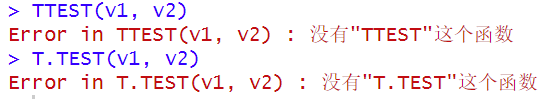 > TTEST(v1, v2)
Error in TTEST(v1, v2) : 没有"TTEST"这个函数
> T.TEST(v1, v2)
Error in T.TEST(v1, v2) : 没有"T.TEST"这个函数